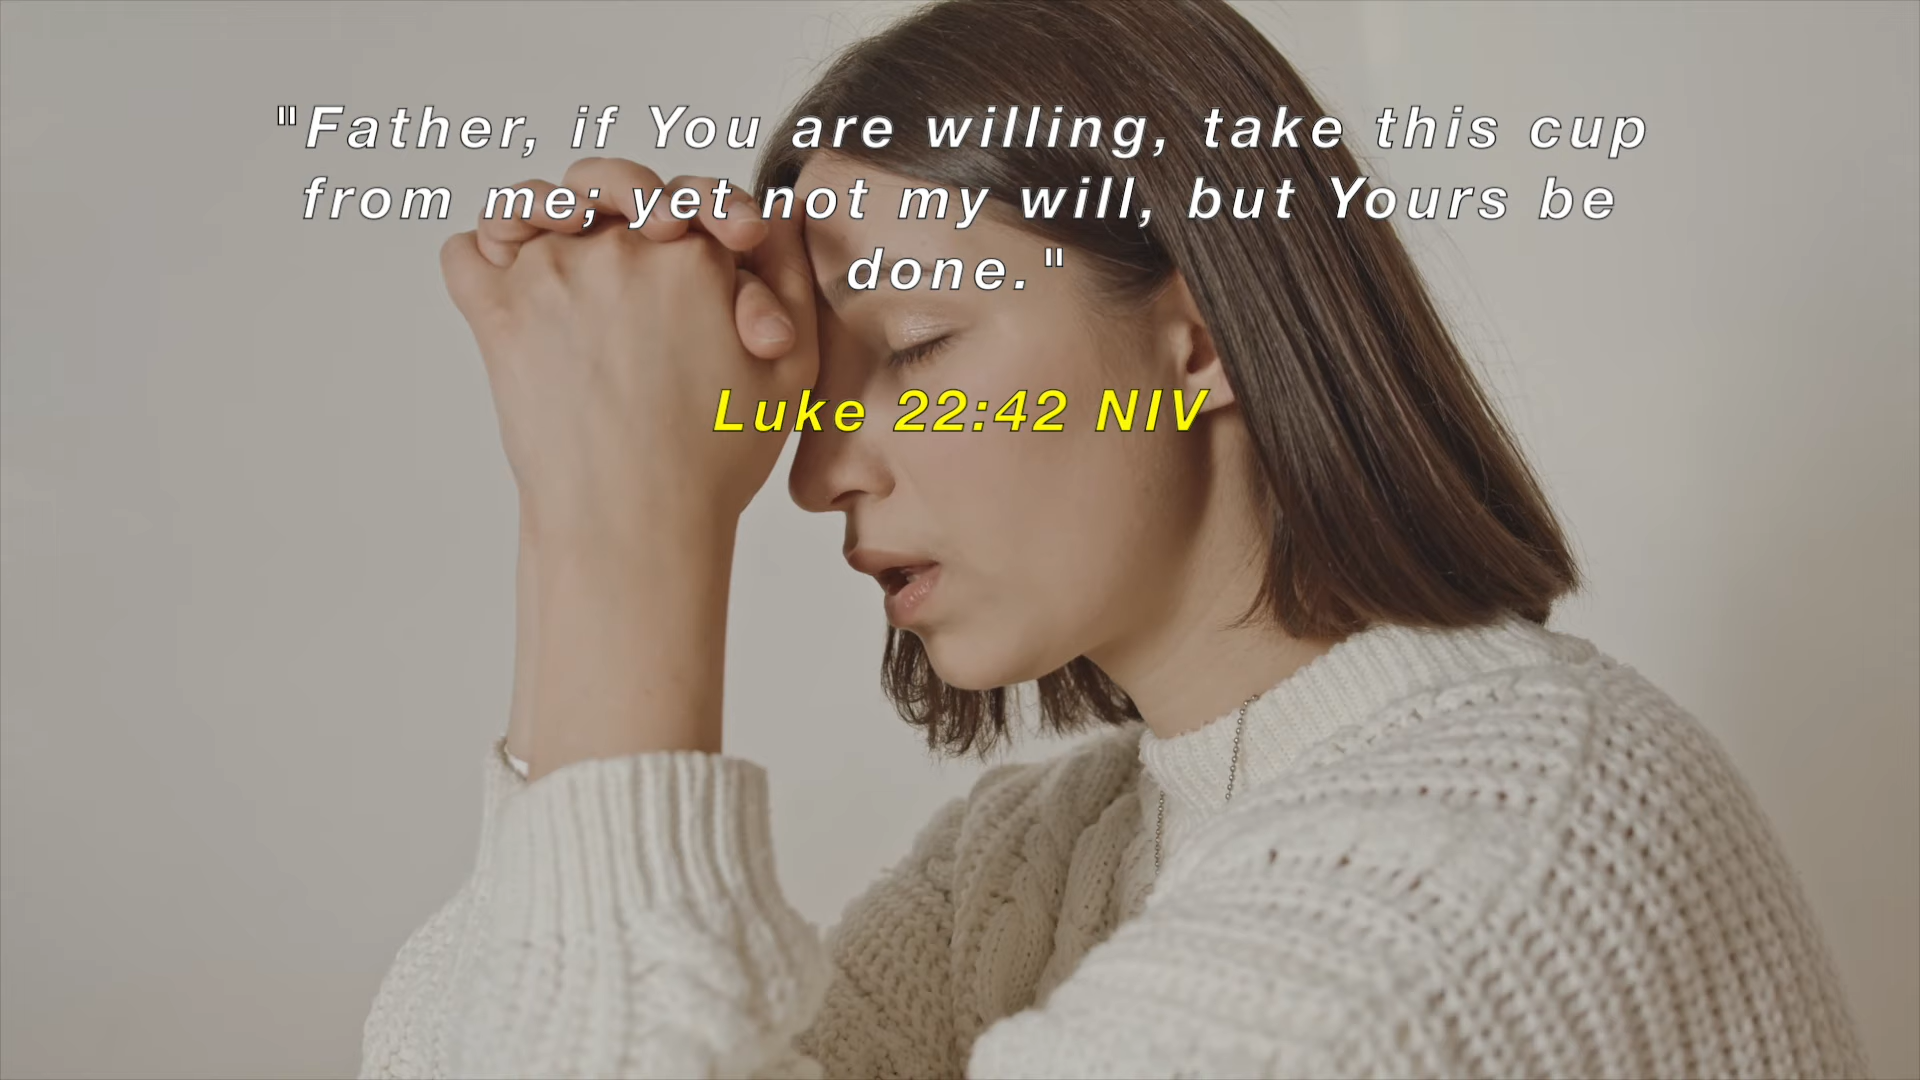 "Father, if You are willing, take this cup
from me; yet not my will, but Yours be
done."
Luke 22:42 NIV